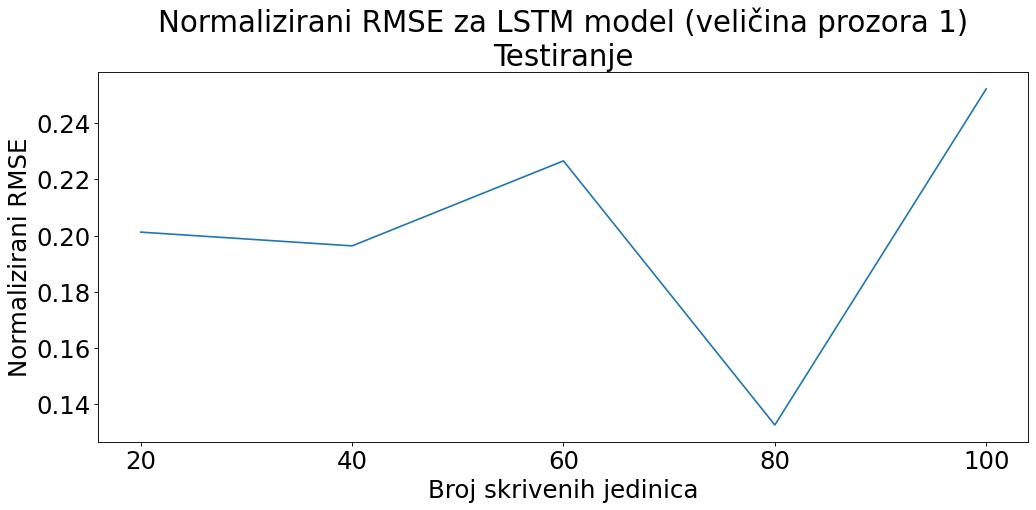 Normalizirani RMSE za LSTM model (veličina prozora 1)
Testiranje
Normalizirani RMSE
0.24
0.22
0.20
0.18
0.16
0.14
20 40 60 80 100
Broj skrivenih jedinica